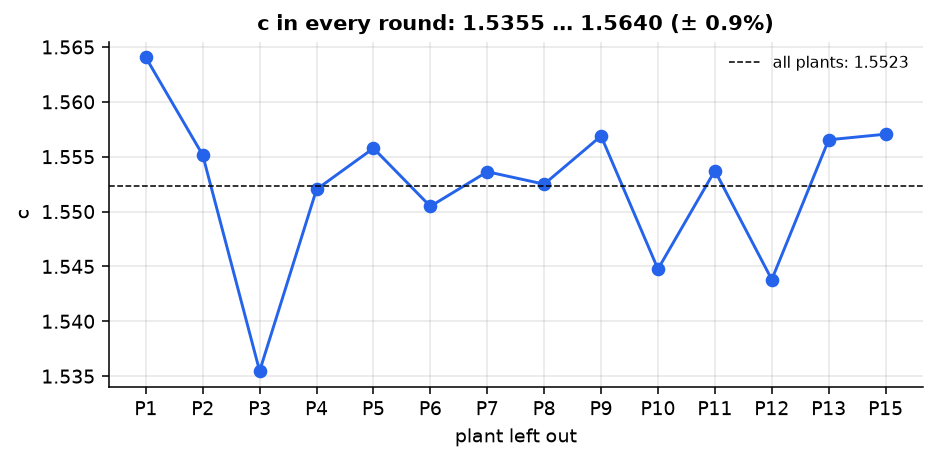 c in every round: 1.5355 … 1.5640 (± 0.9%)
all plants: 1.5523
c
1.565
1.560
1.555
1.550
1.545
1.540
1.535
P1 P2 P3 P4 P5 P6 P7 P8 P9 P10 P11 P12 P13 P15
plant left out